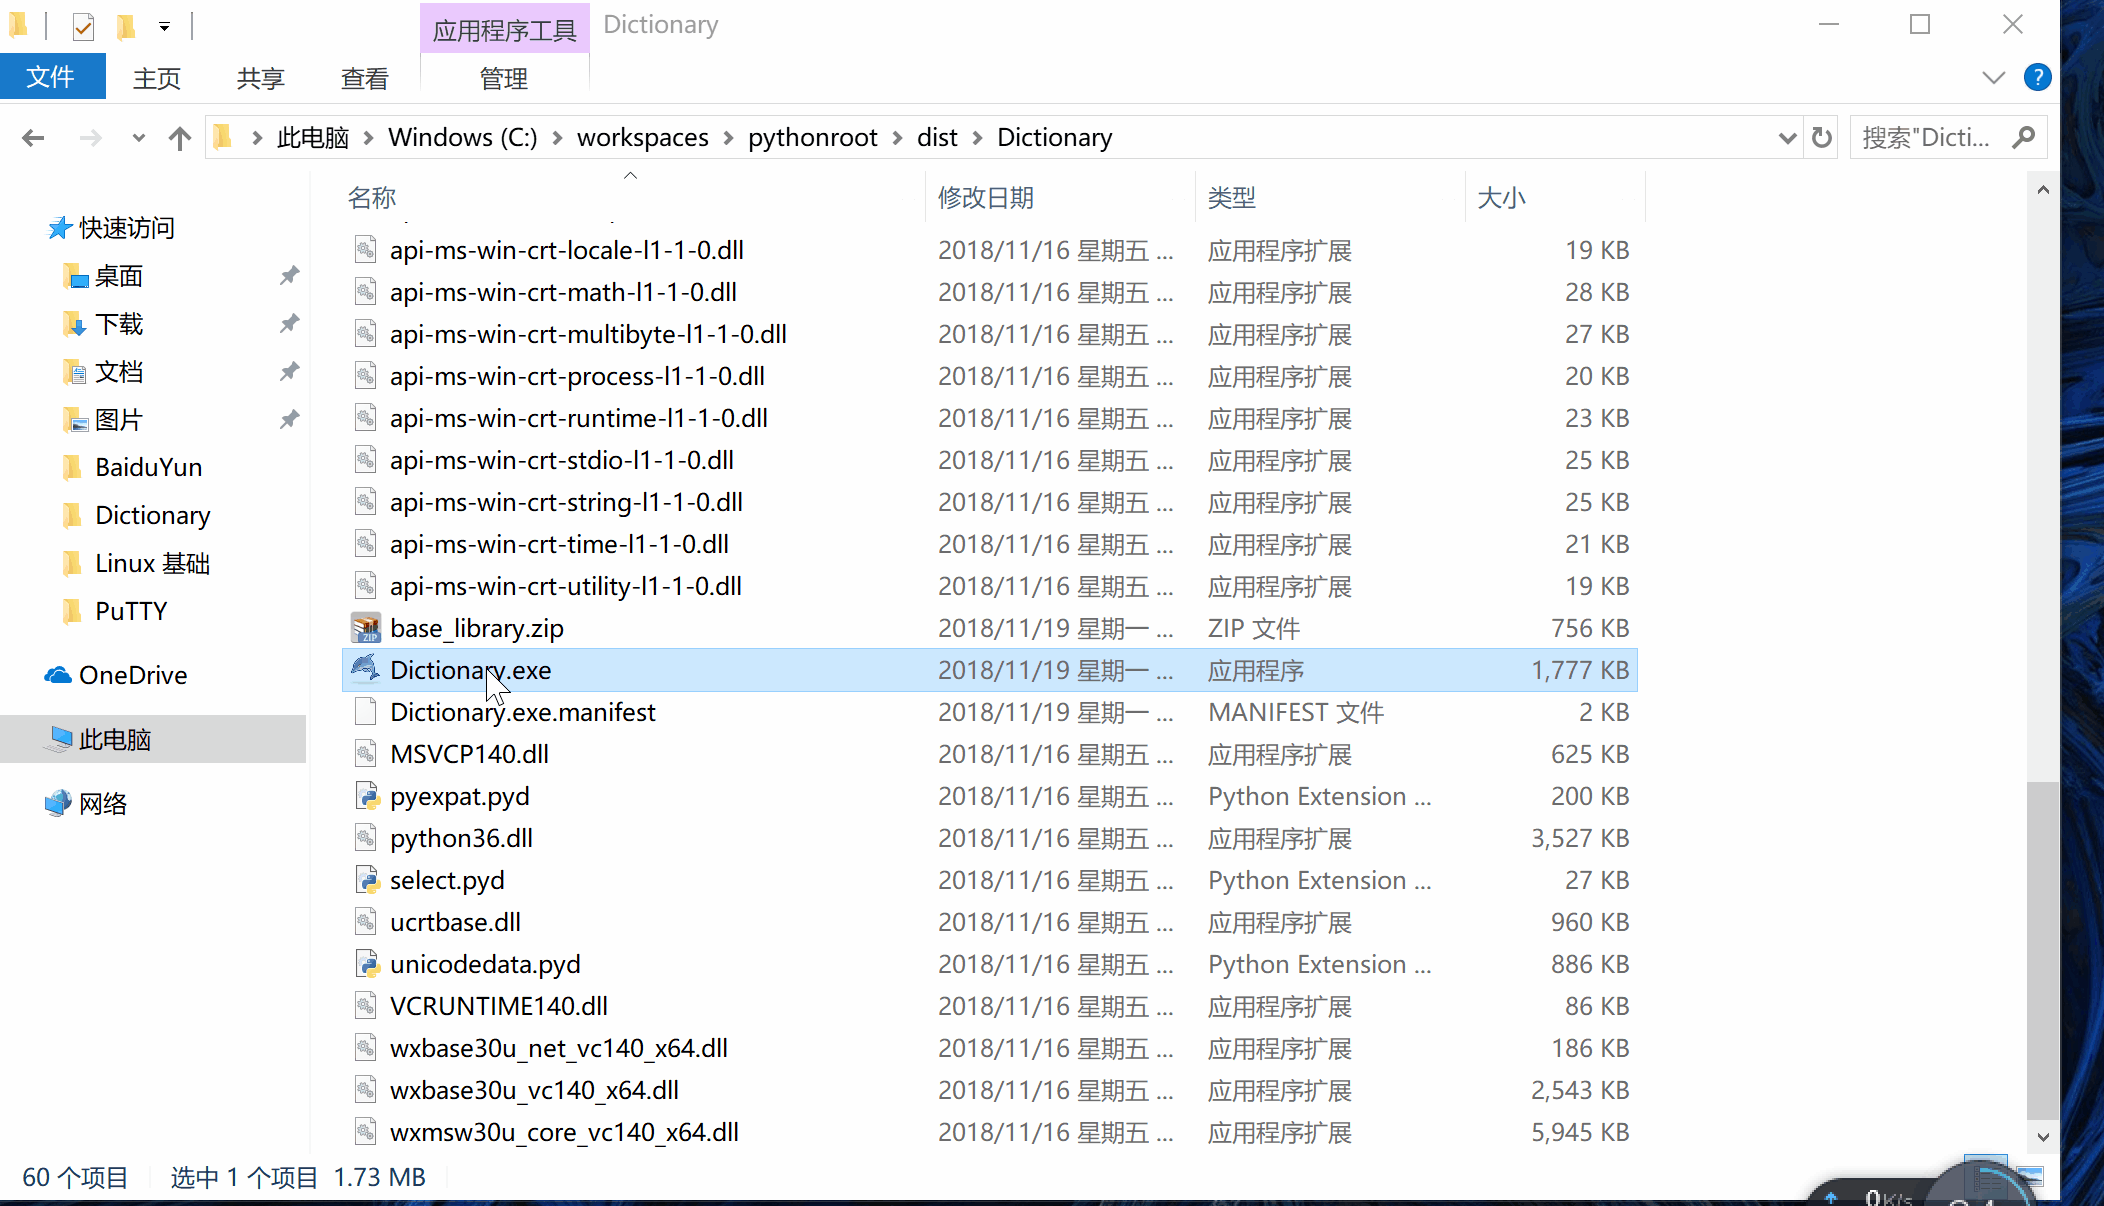 应用程序工具 Dictionary
文件 主页 共享 查看 管理
此电脑 Windows (C:) workspaces pythonroot dist Dictionary 搜索"Dicti...
快速访问
桌面
下载
文档
图片
BaiduYun
Dictionary
Linux 基础
PuTTY
OneDrive
此电脑
网络
名称 修改日期 类型 大小
api-ms-win-crt-locale-l1-1-0.dll 2018/11/16 星期五 ... 应用程序扩展 19 KB
api-ms-win-crt-math-l1-1-0.dll 2018/11/16 星期五 ... 应用程序扩展 28 KB
api-ms-win-crt-multibyte-l1-1-0.dll 2018/11/16 星期五 ... 应用程序扩展 27 KB
api-ms-win-crt-process-l1-1-0.dll 2018/11/16 星期五 ... 应用程序扩展 20 KB
api-ms-win-crt-runtime-l1-1-0.dll 2018/11/16 星期五 ... 应用程序扩展 23 KB
api-ms-win-crt-stdio-l1-1-0.dll 2018/11/16 星期五 ... 应用程序扩展 25 KB
api-ms-win-crt-string-l1-1-0.dll 2018/11/16 星期五 ... 应用程序扩展 25 KB
api-ms-win-crt-time-l1-1-0.dll 2018/11/16 星期五 ... 应用程序扩展 21 KB
api-ms-win-crt-utility-l1-1-0.dll 2018/11/16 星期五 ... 应用程序扩展 19 KB
base_library.zip 2018/11/19 星期一 ... ZIP 文件 756 KB
Dictionary.exe 2018/11/19 星期一 ... 应用程序 1,777 KB
Dictionary.exe.manifest 2018/11/19 星期一 ... MANIFEST 文件 2 KB
MSVCP140.dll 2018/11/16 星期五 ... 应用程序扩展 625 KB
pyexpat.pyd 2018/11/16 星期五 ... Python Extension ... 200 KB
python36.dll 2018/11/16 星期五 ... 应用程序扩展 3,527 KB
select.pyd 2018/11/16 星期五 ... Python Extension ... 27 KB
ucrtbase.dll 2018/11/16 星期五 ... 应用程序扩展 960 KB
unicodedata.pyd 2018/11/16 星期五 ... Python Extension ... 886 KB
VCRUNTIME140.dll 2018/11/16 星期五 ... 应用程序扩展 86 KB
wxbase30u_net_vc140_x64.dll 2018/11/16 星期五 ... 应用程序扩展 186 KB
wxbase30u_vc140_x64.dll 2018/11/16 星期五 ... 应用程序扩展 2,543 KB
wxmsw30u_core_vc140_x64.dll 2018/11/16 星期五 ... 应用程序扩展 5,945 KB
60 个项目 选中 1 个项目 1.73 MB
0K/s